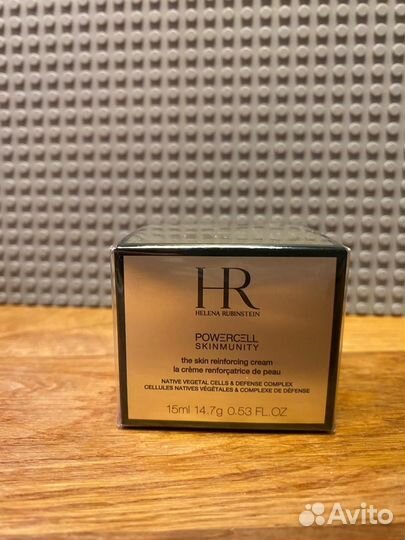 HR
HELENA RUBINSTEIN
POWERCELL
SKINMUNITY
the skin reinforcing cream
la crème renforçatrice de peau
NATIVE VEGETAL CELLS & DEFENSE COMPLEX
CELLULES NATIVES VÉGÉTALES & COMPLEXE DE DÉFENSE
15ml 14.7g 0.53 FL.OZ
Avito